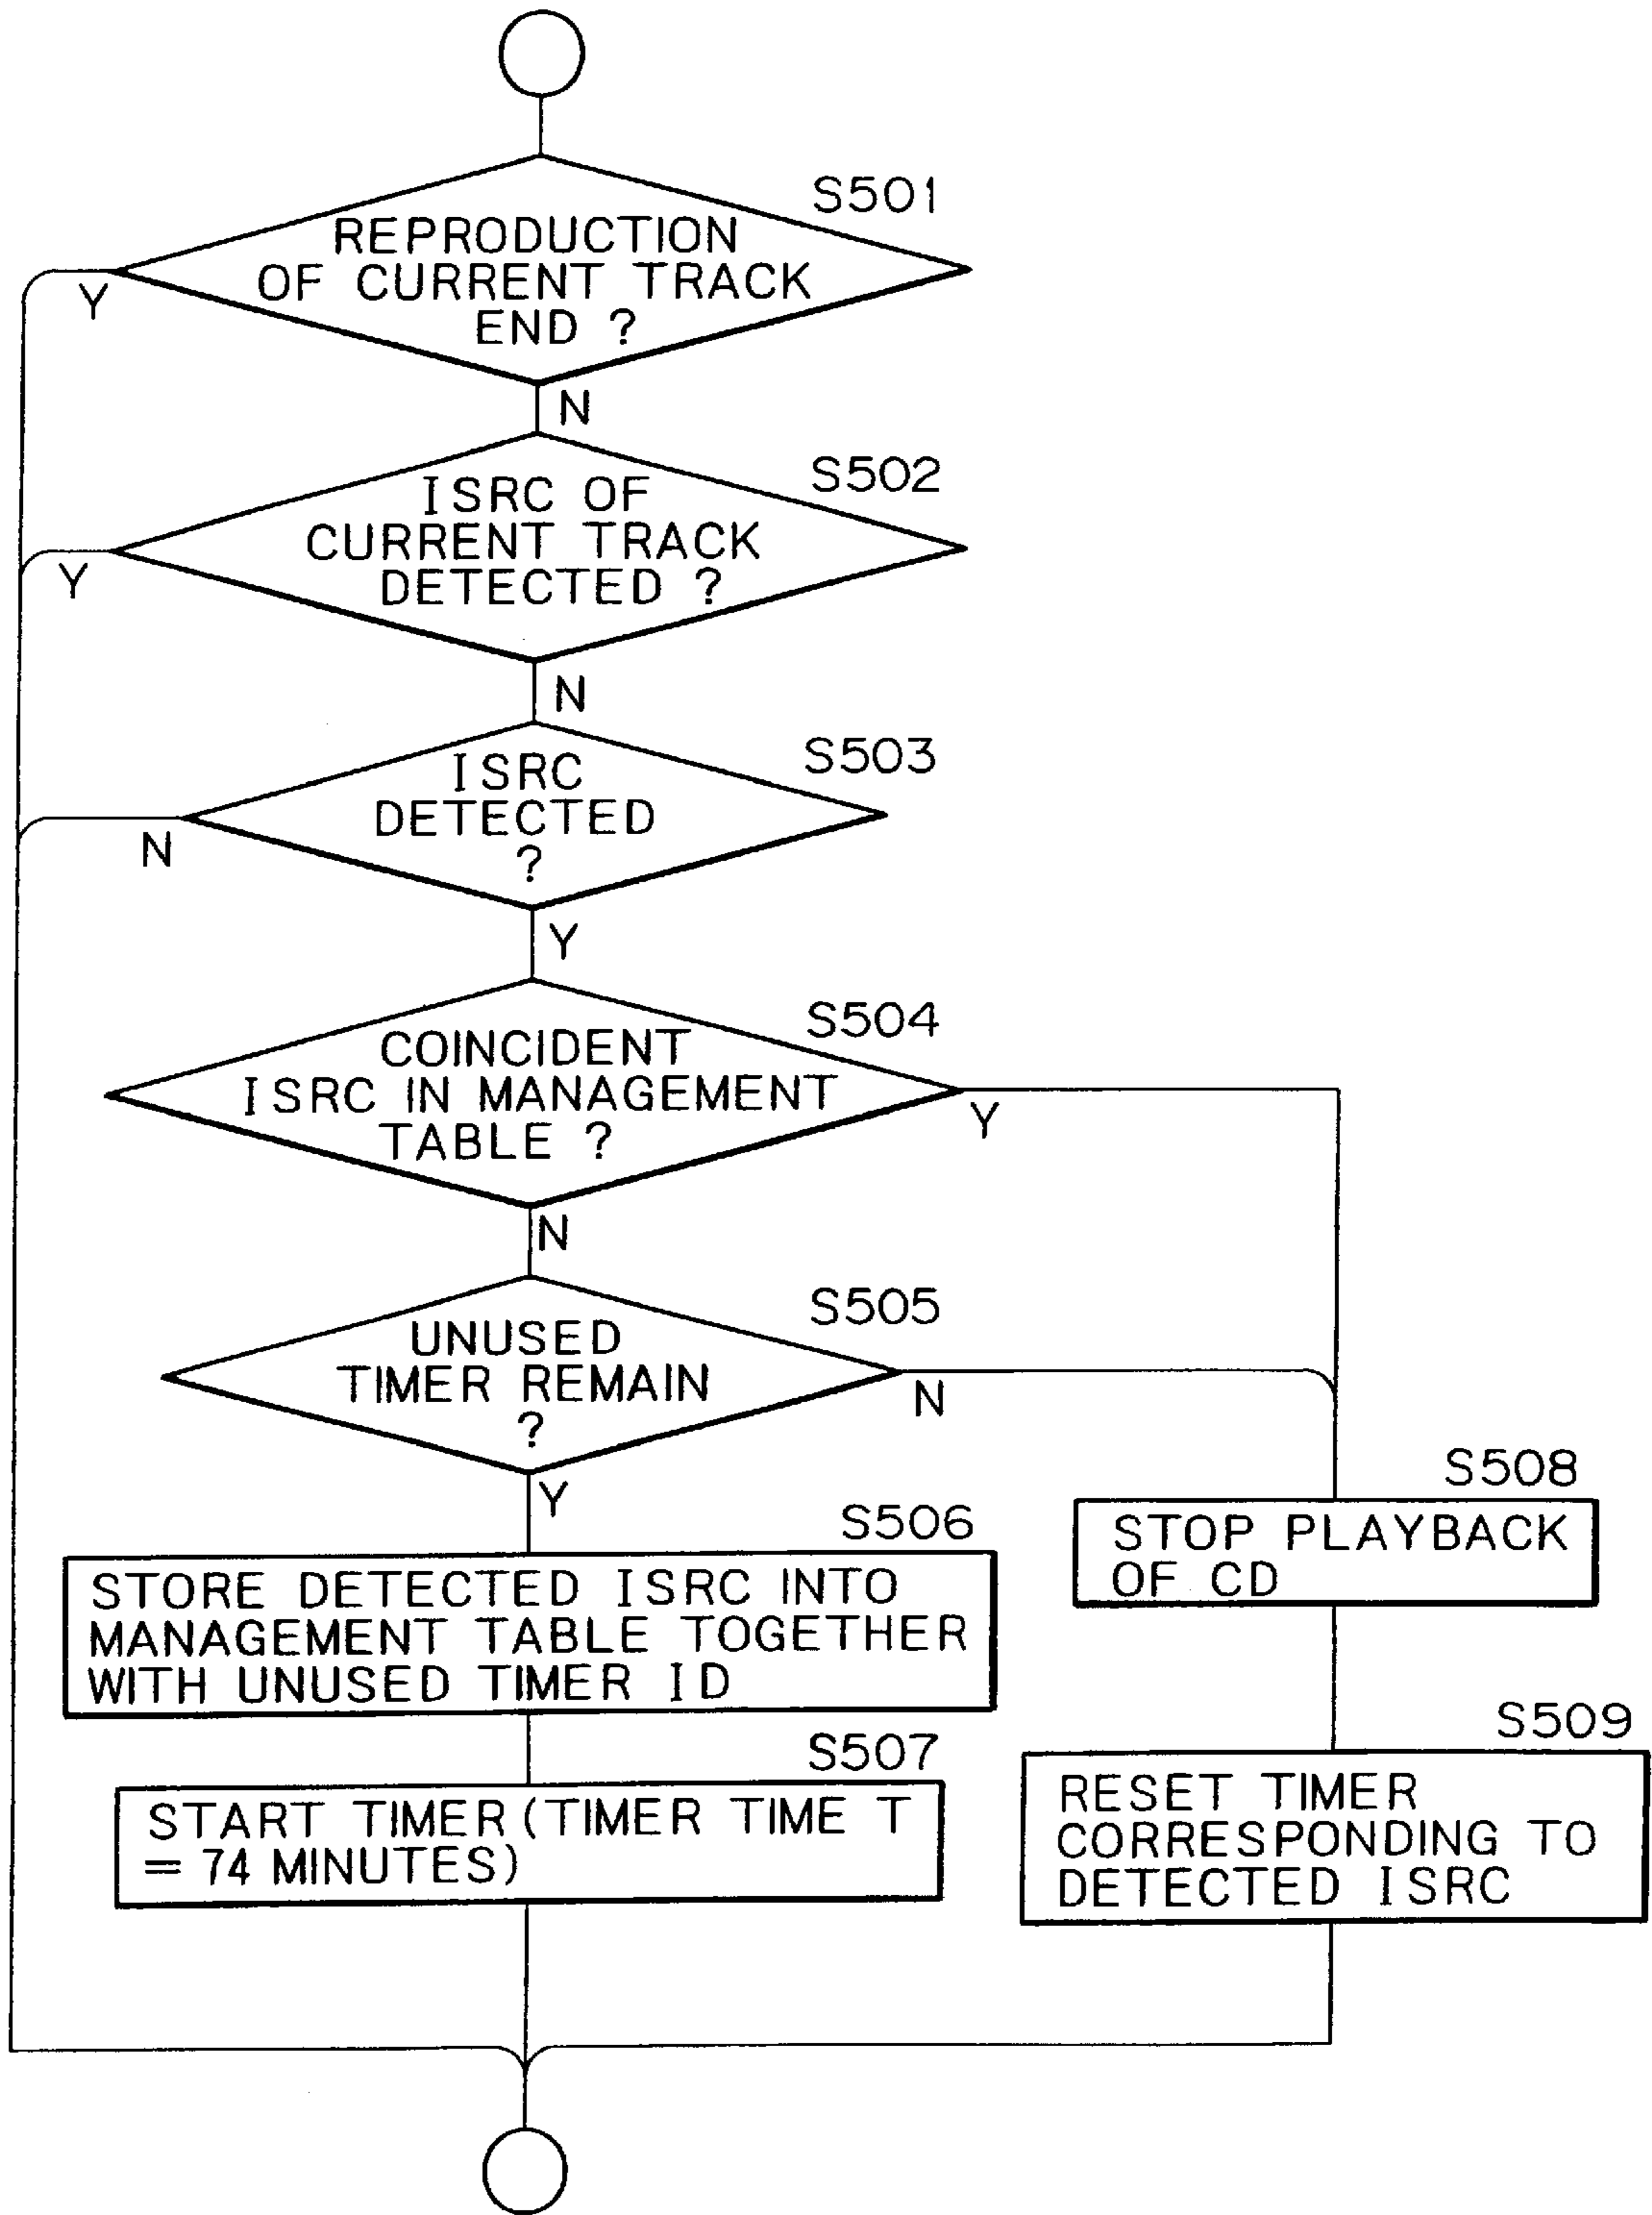 S501
REPRODUCTION
OF CURRENT TRACK
END ?
Y
N
S502
ISRC OF
CURRENT TRACK
DETECTED ?
Y
N
S503
ISRC
DETECTED
?
N
Y
S504
COINCIDENT
ISRC IN MANAGEMENT
TABLE ?
Y
N
S505
UNUSED
TIMER REMAIN
?
N
Y
S506
STORE DETECTED ISRC INTO
MANAGEMENT TABLE TOGETHER
WITH UNUSED TIMER ID
S507
START TIMER (TIMER TIME T
= 74 MINUTES)
S508
STOP PLAYBACK
OF CD
S509
RESET TIMER
CORRESPONDING TO
DETECTED ISRC